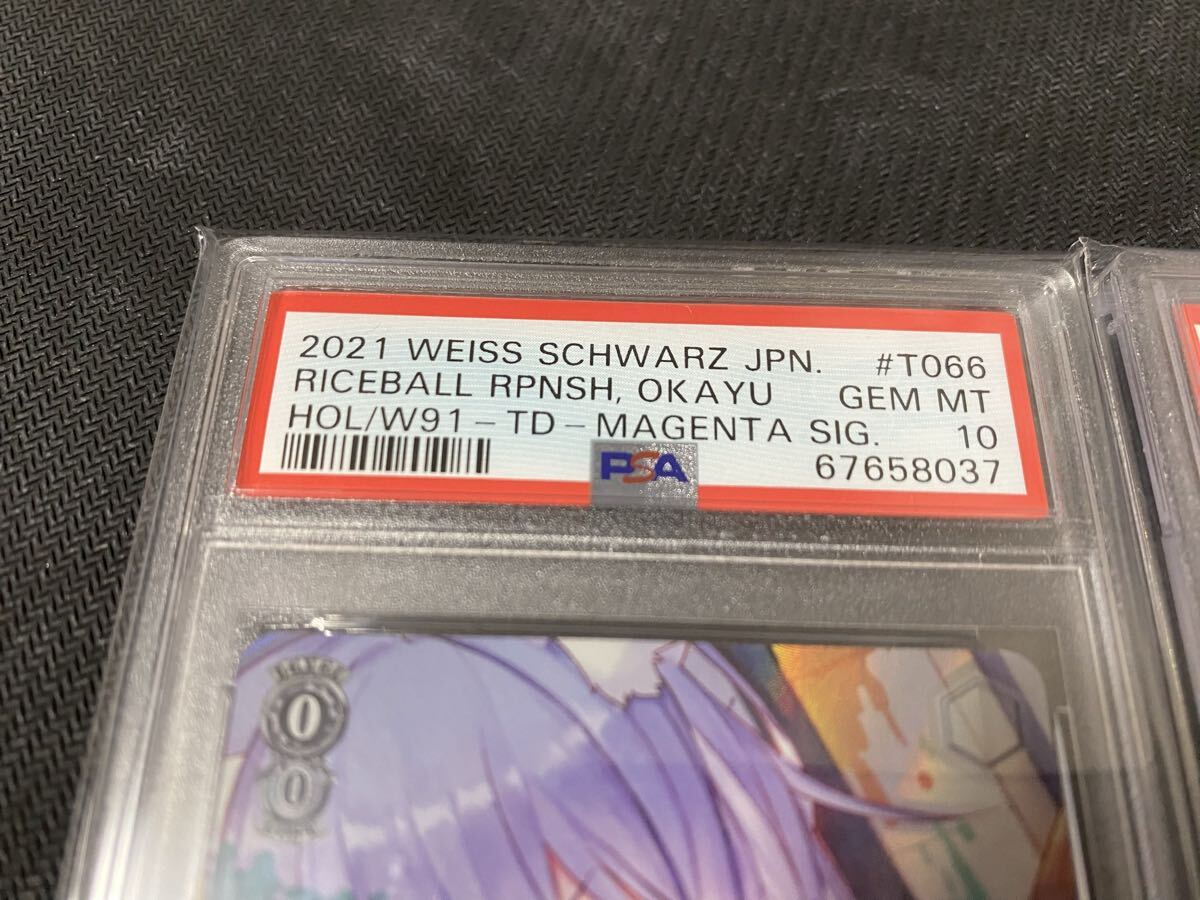 2021 WEISS SCHWARZ JPN. #T066
RICEBALL RPNSH, OKAYU GEM MT
HOL/W91 - TD - MAGENTA SIG. 10
PSA 67658037
0
0